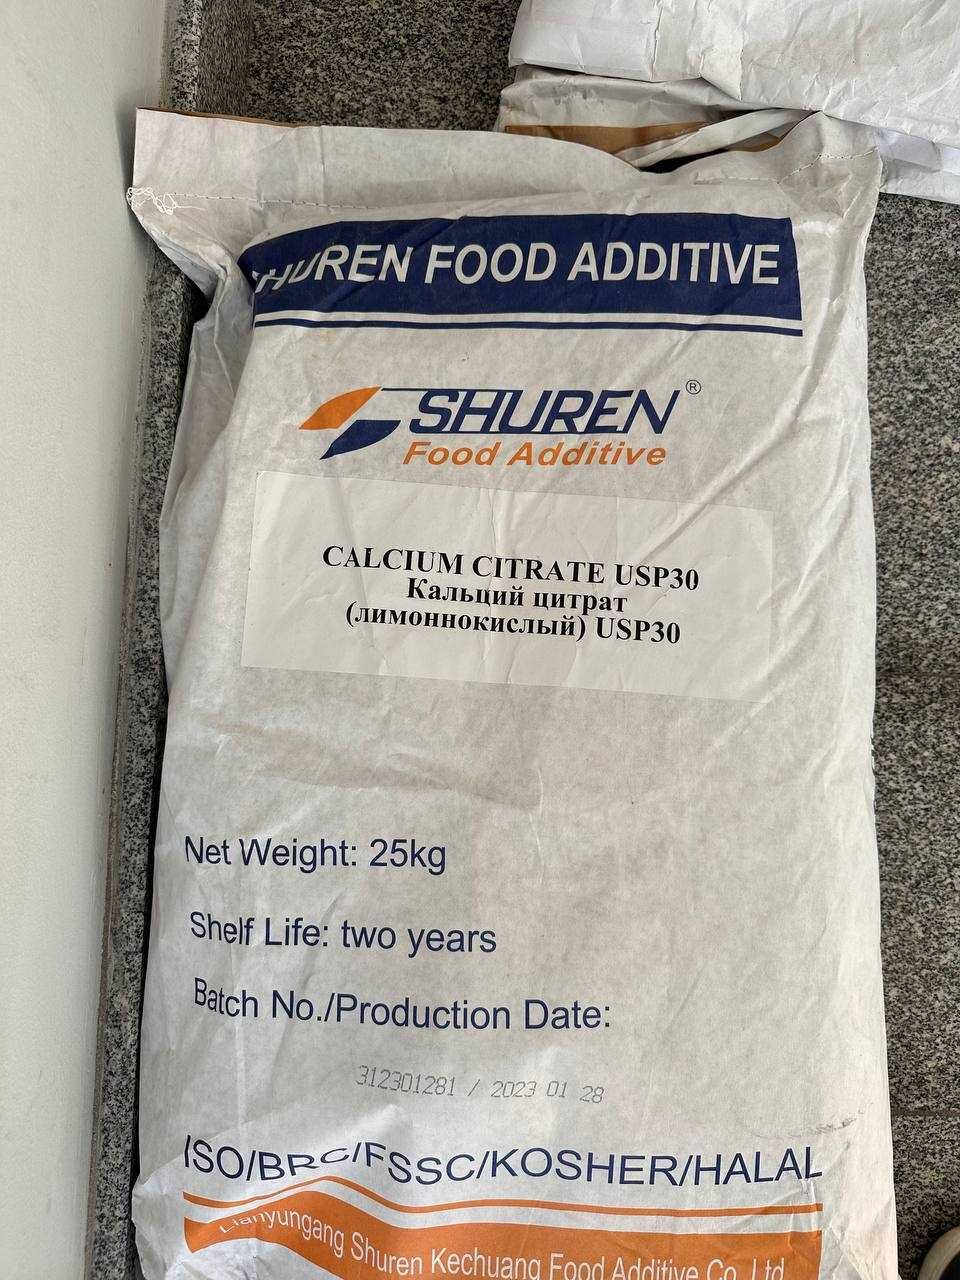 SHUREN FOOD ADDITIVE
SHUREN®
Food Additive
CALCIUM CITRATE USP30
Кальций цитрат
(лимоннокислый) USP30
Net Weight: 25kg
Shelf Life: two years
Batch No./Production Date:
312301281 / 2023 01 28
ISO/BRC/FSSC/KOSHER/HALAL
Lianyungang Shuren Kechuang Food Additive Co.,Ltd